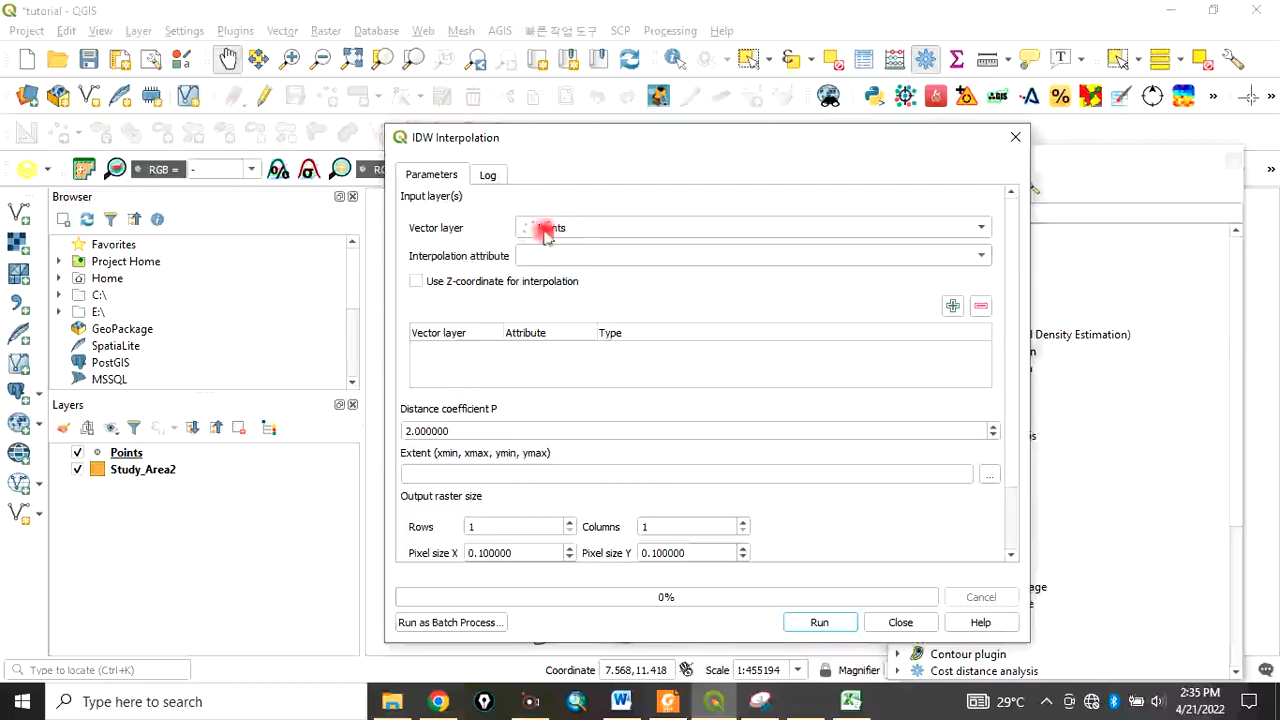 *tutorial - QGIS
Project Edit View Layer Settings Plugins Vector Raster Database Web Mesh AGIS 빠른 작업 도구 SCP Processing Help
RGB = -
IDW Interpolation
Parameters Log
Input layer(s)
Vector layer
Interpolation attribute
Use Z-coordinate for interpolation
Vector layer Attribute Type
Distance coefficient P
2.000000
Extent (xmin, xmax, ymin, ymax)
...
Output raster size
Rows 1 Columns 1
Pixel size X 0.100000 Pixel size Y 0.100000
0% Cancel
Run as Batch Process... Run Close Help
Browser
Favorites
Project Home
Home
C:\
E:\
GeoPackage
SpatiaLite
PostGIS
MSSQL
Layers
Points
Study_Area2
Density Estimation)
Contour plugin
Cost distance analysis
Type to locate (Ctrl+K) Coordinate 7.568,11.418 Scale 1:455194 Magnifier
Type here to search 29°C 2:35 PM
4/21/2022